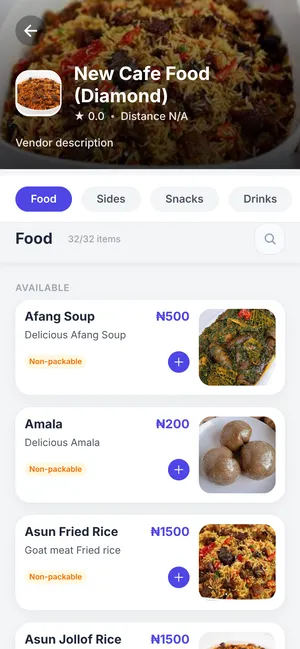 New Cafe Food
(Diamond)
★ 0.0 • Distance N/A
Vendor description
Food Sides Snacks Drinks
Food 32/32 items
AVAILABLE
Afang Soup ₦500
Delicious Afang Soup
Non-packable
Amala ₦200
Delicious Amala
Non-packable
Asun Fried Rice ₦1500
Goat meat Fried rice
Non-packable
Asun Jollof Rice ₦1500